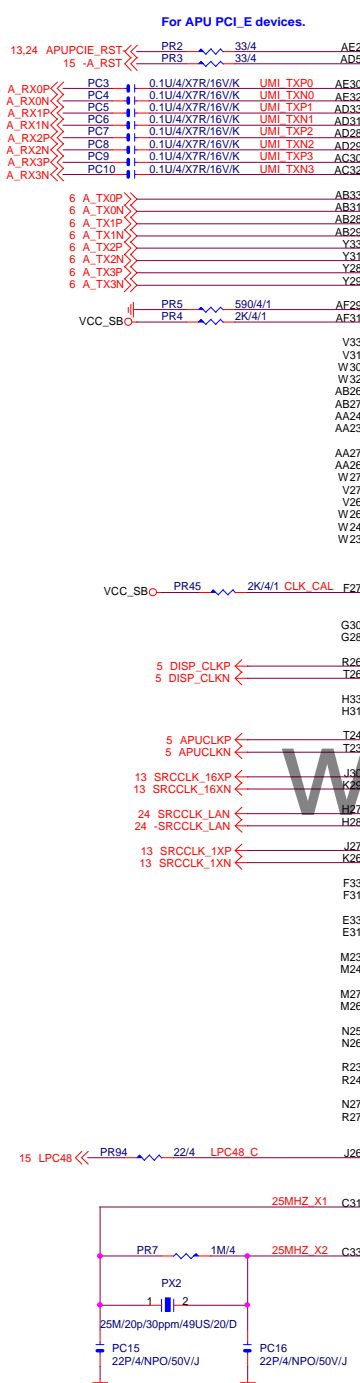 For APU PCI_E devices.
13,24 APUPCIE_RST PR2 33/4 AE2
15 -A_RST PR3 33/4 AD5
A_RX0P PC3 0.1U/4/X7R/16V/K UMI_TXP0 AE30
A_RX0N PC4 0.1U/4/X7R/16V/K UMI_TXN0 AE32
A_RX1P PC5 0.1U/4/X7R/16V/K UMI_TXP1 AD33
A_RX1N PC6 0.1U/4/X7R/16V/K UMI_TXN1 AD31
A_RX2P PC7 0.1U/4/X7R/16V/K UMI_TXP2 AD28
A_RX2N PC8 0.1U/4/X7R/16V/K UMI_TXN2 AD29
A_RX3P PC9 0.1U/4/X7R/16V/K UMI_TXP3 AC30
A_RX3N PC10 0.1U/4/X7R/16V/K UMI_TXN3 AC32
6 A_TX0P AB33
6 A_TX0N AB31
6 A_TX1P AB28
6 A_TX1N AB29
6 A_TX2P Y33
6 A_TX2N Y31
6 A_TX3P Y28
6 A_TX3N Y29
PR5 590/4/1 AF29
VCC_SB PR4 2K/4/1 AF31
V33
V31
W30
W32
AB26
AB27
AA24
AA23
AA27
AA26
W27
V27
V26
W26
W24
W23
VCC_SB PR45 2K/4/1 CLK_CAL F27
G30
G28
5 DISP_CLKP R26
5 DISP_CLKN T26
H33
H31
5 APUCLKP T24
5 APUCLKN T23
W
13 SRCCLK_16XP J30
13 SRCCLK_16XN K29
24 SRCCLK_LAN H27
24 -SRCCLK_LAN H28
13 SRCCLK_1XP J27
13 SRCCLK_1XN K26
F33
F31
E33
E31
M23
M24
M27
M26
N25
N26
R23
R24
N27
R27
15 LPC48 PR94 22/4 LPC48_C J26
25MHZ_X1 C31
PR7 1M/4 25MHZ_X2 C33
PX2
1 2
25M/20p/30ppm/49US/20/D
PC15 PC16
22P/4/NPO/50V/J 22P/4/NPO/50V/J